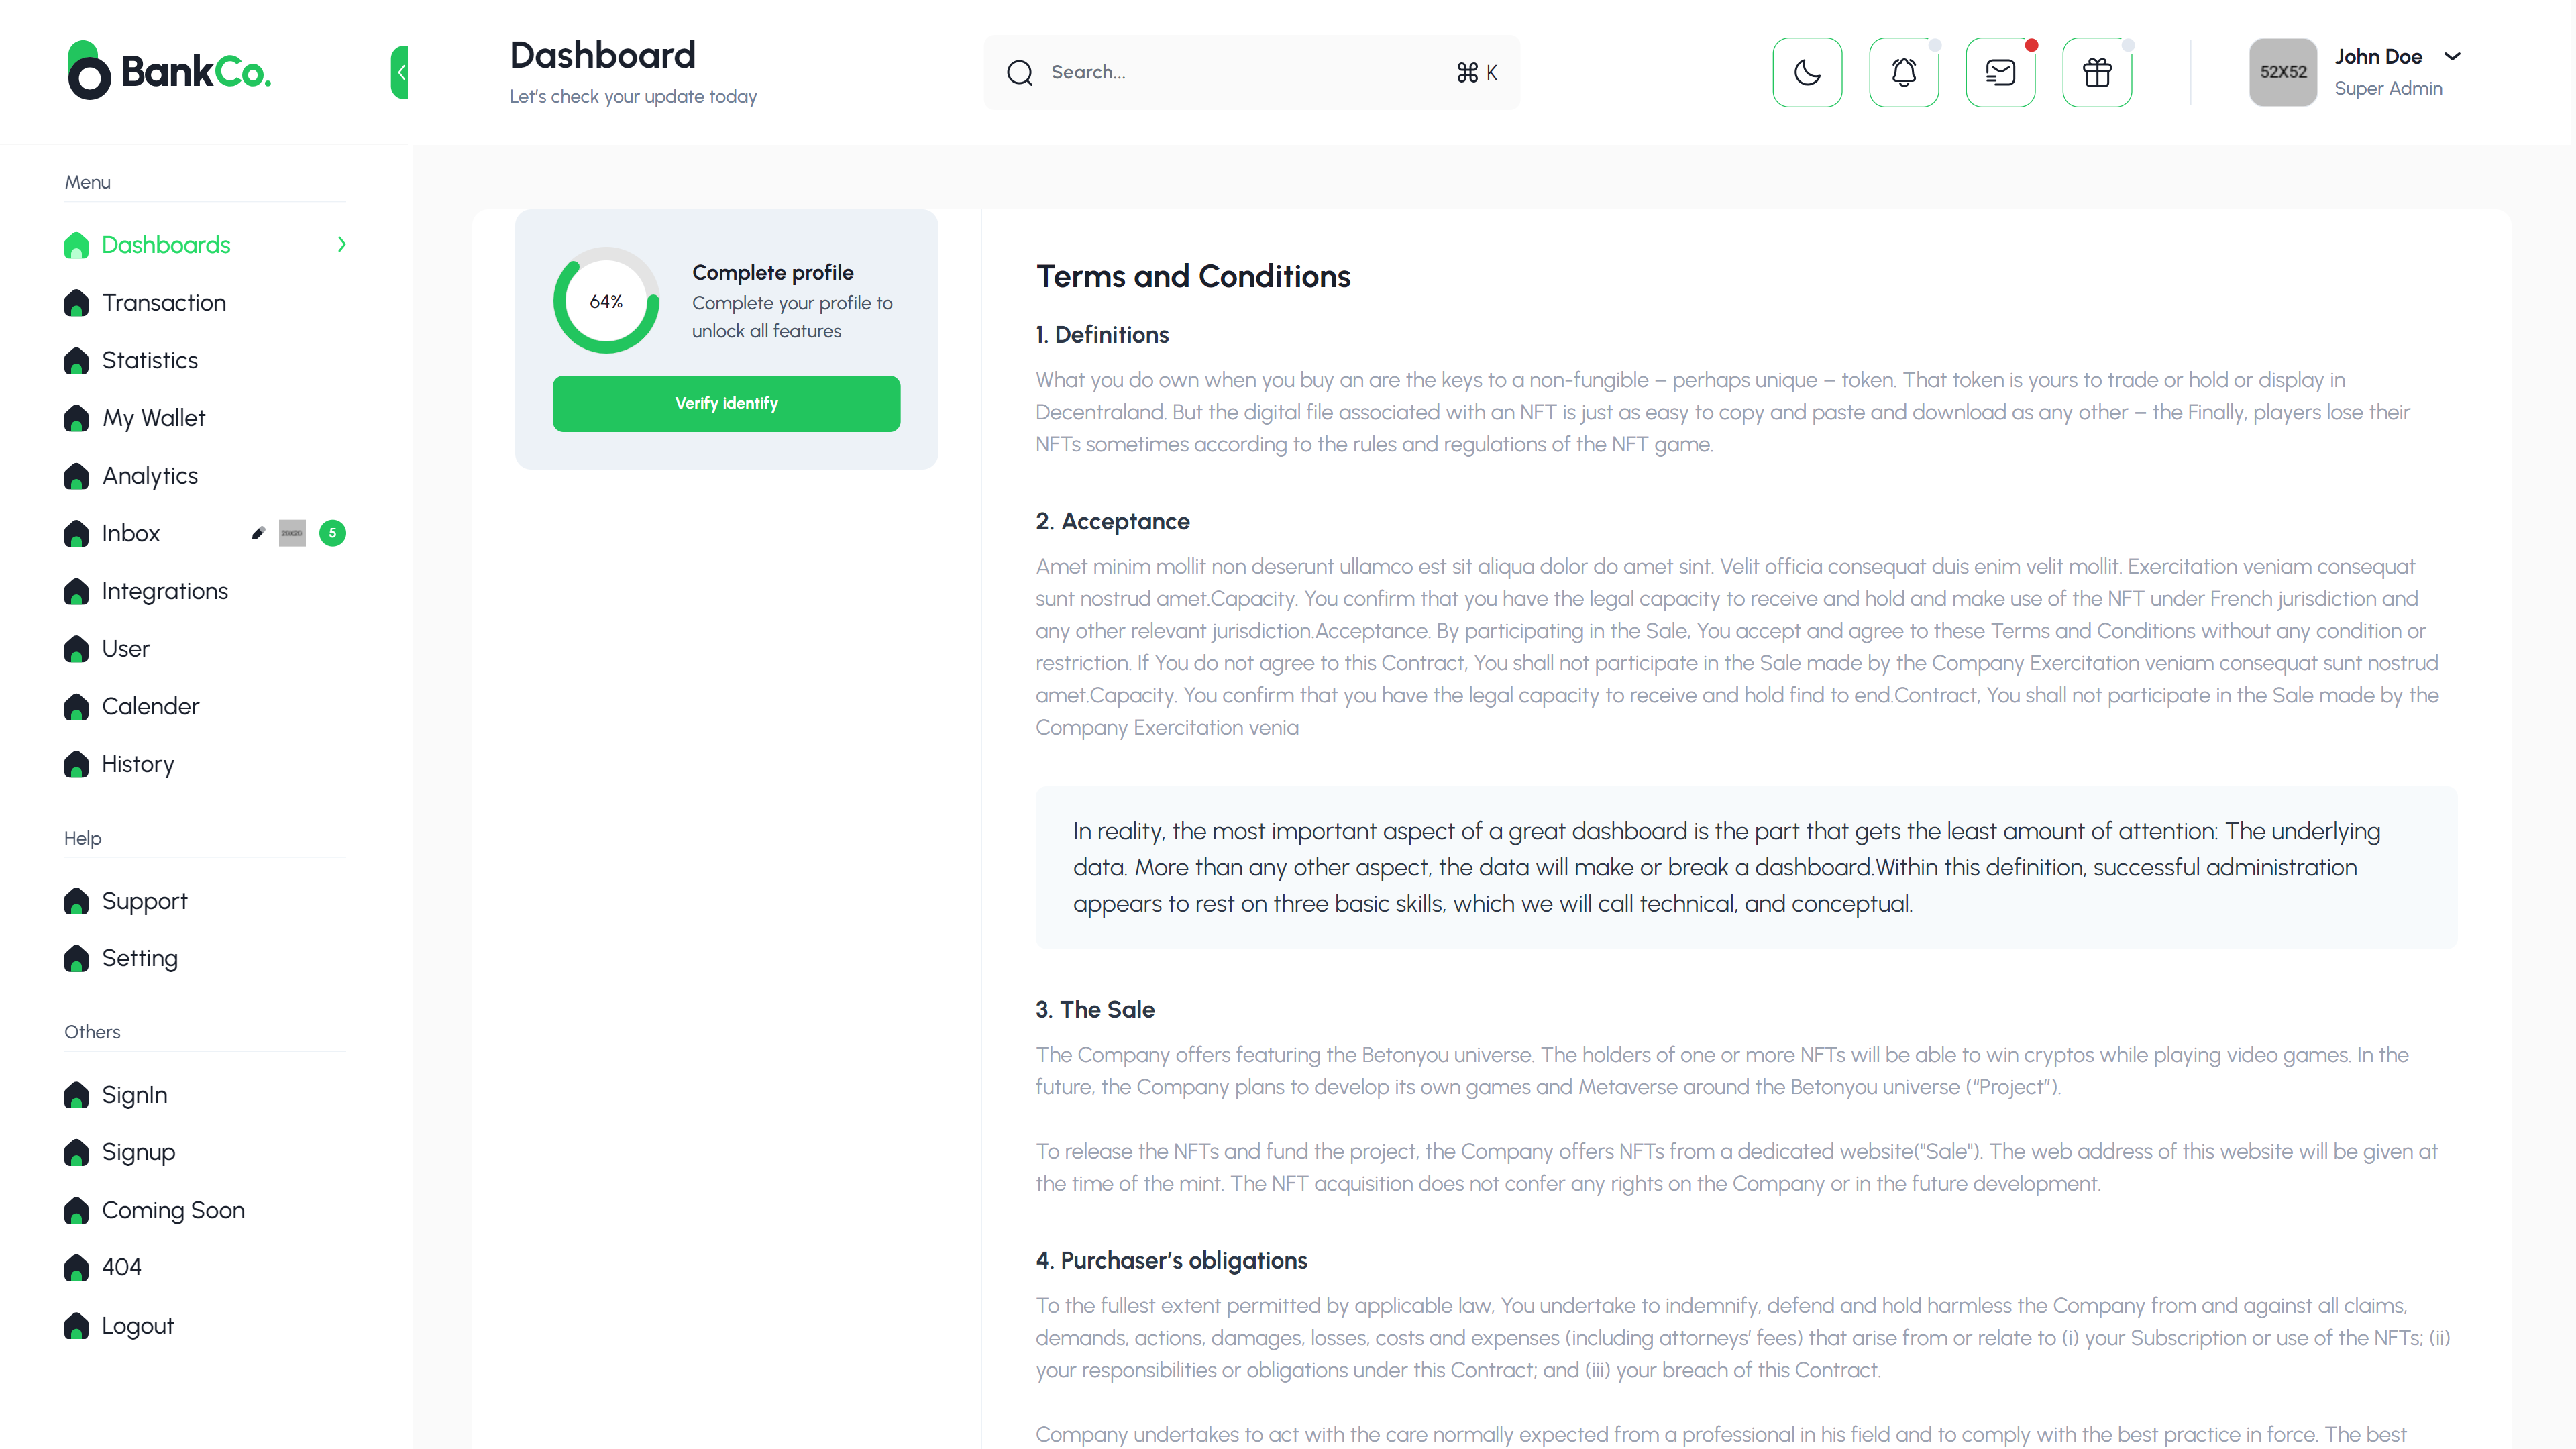 BankCo.
Dashboard
Let's check your update today
Search...
⌘ K
52X52
John Doe
Super Admin
Menu
Dashboards
Transaction
Statistics
My Wallet
Analytics
Inbox
5
Integrations
User
Calender
History
Help
Support
Setting
Others
SignIn
Signup
Coming Soon
404
Logout
64%
Complete profile
Complete your profile to
unlock all features
Verify identify
Terms and Conditions
1. Definitions
What you do own when you buy an are the keys to a non-fungible – perhaps unique – token. That token is yours to trade or hold or display in
Decentraland. But the digital file associated with an NFT is just as easy to copy and paste and download as any other – the Finally, players lose their
NFTs sometimes according to the rules and regulations of the NFT game.
2. Acceptance
Amet minim mollit non deserunt ullamco est sit aliqua dolor do amet sint. Velit officia consequat duis enim velit mollit. Exercitation veniam consequat
sunt nostrud amet.Capacity. You confirm that you have the legal capacity to receive and hold and make use of the NFT under French jurisdiction and
any other relevant jurisdiction.Acceptance. By participating in the Sale, You accept and agree to these Terms and Conditions without any condition or
restriction. If You do not agree to this Contract, You shall not participate in the Sale made by the Company Exercitation veniam consequat sunt nostrud
amet.Capacity. You confirm that you have the legal capacity to receive and hold find to end.Contract, You shall not participate in the Sale made by the
Company Exercitation venia
In reality, the most important aspect of a great dashboard is the part that gets the least amount of attention: The underlying
data. More than any other aspect, the data will make or break a dashboard.Within this definition, successful administration
appears to rest on three basic skills, which we will call technical, and conceptual.
3. The Sale
The Company offers featuring the Betonyou universe. The holders of one or more NFTs will be able to win cryptos while playing video games. In the
future, the Company plans to develop its own games and Metaverse around the Betonyou universe (“Project”).
To release the NFTs and fund the project, the Company offers NFTs from a dedicated website("Sale"). The web address of this website will be given at
the time of the mint. The NFT acquisition does not confer any rights on the Company or in the future development.
4. Purchaser’s obligations
To the fullest extent permitted by applicable law, You undertake to indemnify, defend and hold harmless the Company from and against all claims,
demands, actions, damages, losses, costs and expenses (including attorneys’ fees) that arise from or relate to (i) your Subscription or use of the NFTs; (ii)
your responsibilities or obligations under this Contract; and (iii) your breach of this Contract.
Company undertakes to act with the care normally expected from a professional in his field and to comply with the best practice in force. The best